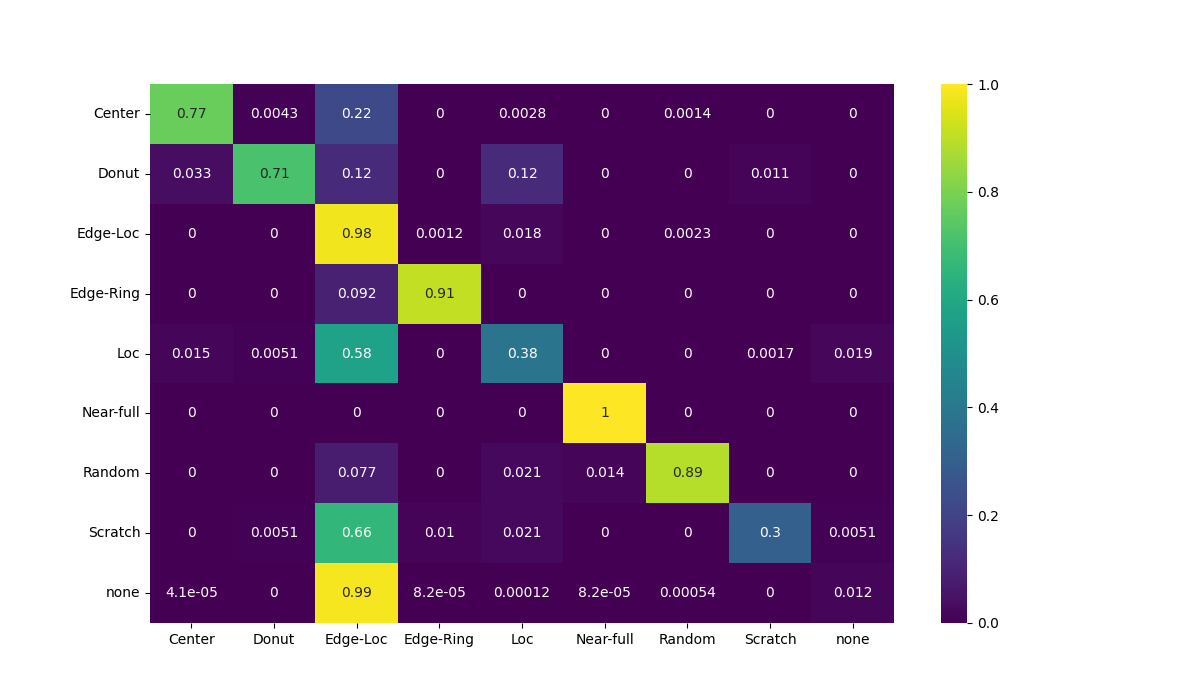 Center 0.77 0.0043 0.22 0 0.0028 0 0.0014 0 0
Donut 0.033 0.71 0.12 0 0.12 0 0 0.011 0
Edge-Loc 0 0 0.98 0.0012 0.018 0 0.0023 0 0
Edge-Ring 0 0 0.092 0.91 0 0 0 0 0
Loc 0.015 0.0051 0.58 0 0.38 0 0 0.0017 0.019
Near-full 0 0 0 0 0 1 0 0 0
Random 0 0 0.077 0 0.021 0.014 0.89 0 0
Scratch 0 0.0051 0.66 0.01 0.021 0 0 0.3 0.0051
none 4.1e-05 0 0.99 8.2e-05 0.00012 8.2e-05 0.00054 0 0.012
Center Donut Edge-Loc Edge-Ring Loc Near-full Random Scratch none
1.0
0.8
0.6
0.4
0.2
0.0